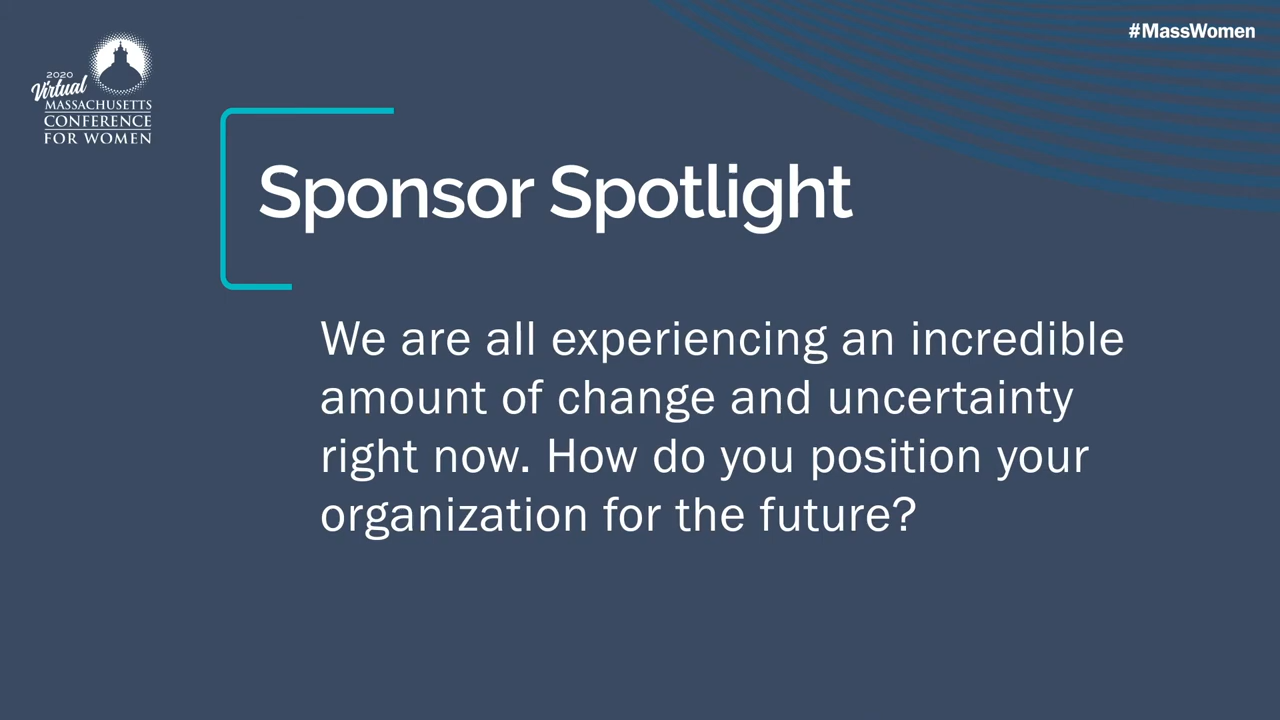 #MassWomen
2020
Virtual
MASSACHUSETTS
CONFERENCE
FOR WOMEN
Sponsor Spotlight
We are all experiencing an incredible
amount of change and uncertainty
right now. How do you position your
organization for the future?